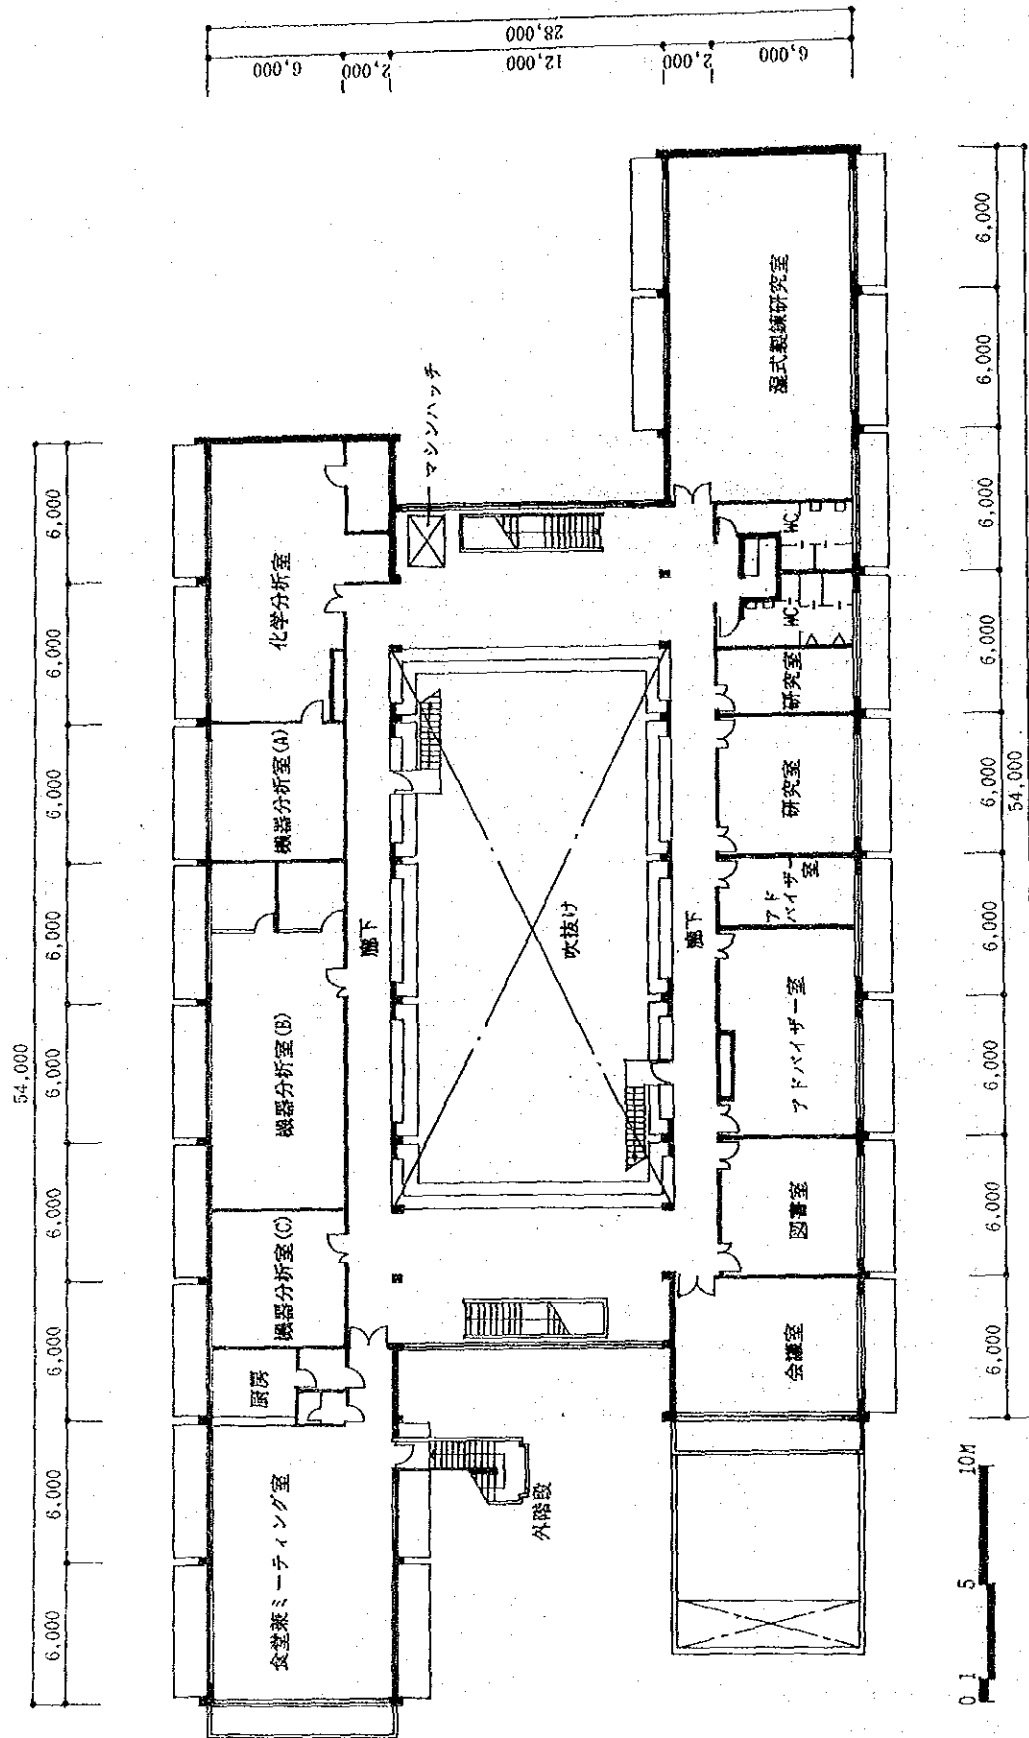 28,000
6,000
2,000
12,000
2,000
6,000
54,000
6,000
6,000
6,000
6,000
6,000
6,000
6,000
6,000
6,000
食堂兼ミーティング室
厨房
機器分析室(C)
機器分析室(B)
機器分析室(A)
化学分析室
廊下
マシンハッチ
吹抜け
外階段
廊下
会議室
図書室
アドバイザー室
アド
バイザー
室
研究室
研究室
WC
WC
湿式製錬研究室
6,000
6,000
6,000
6,000
6,000
6,000
6,000
6,000
6,000
54,000
0 1 5 10M